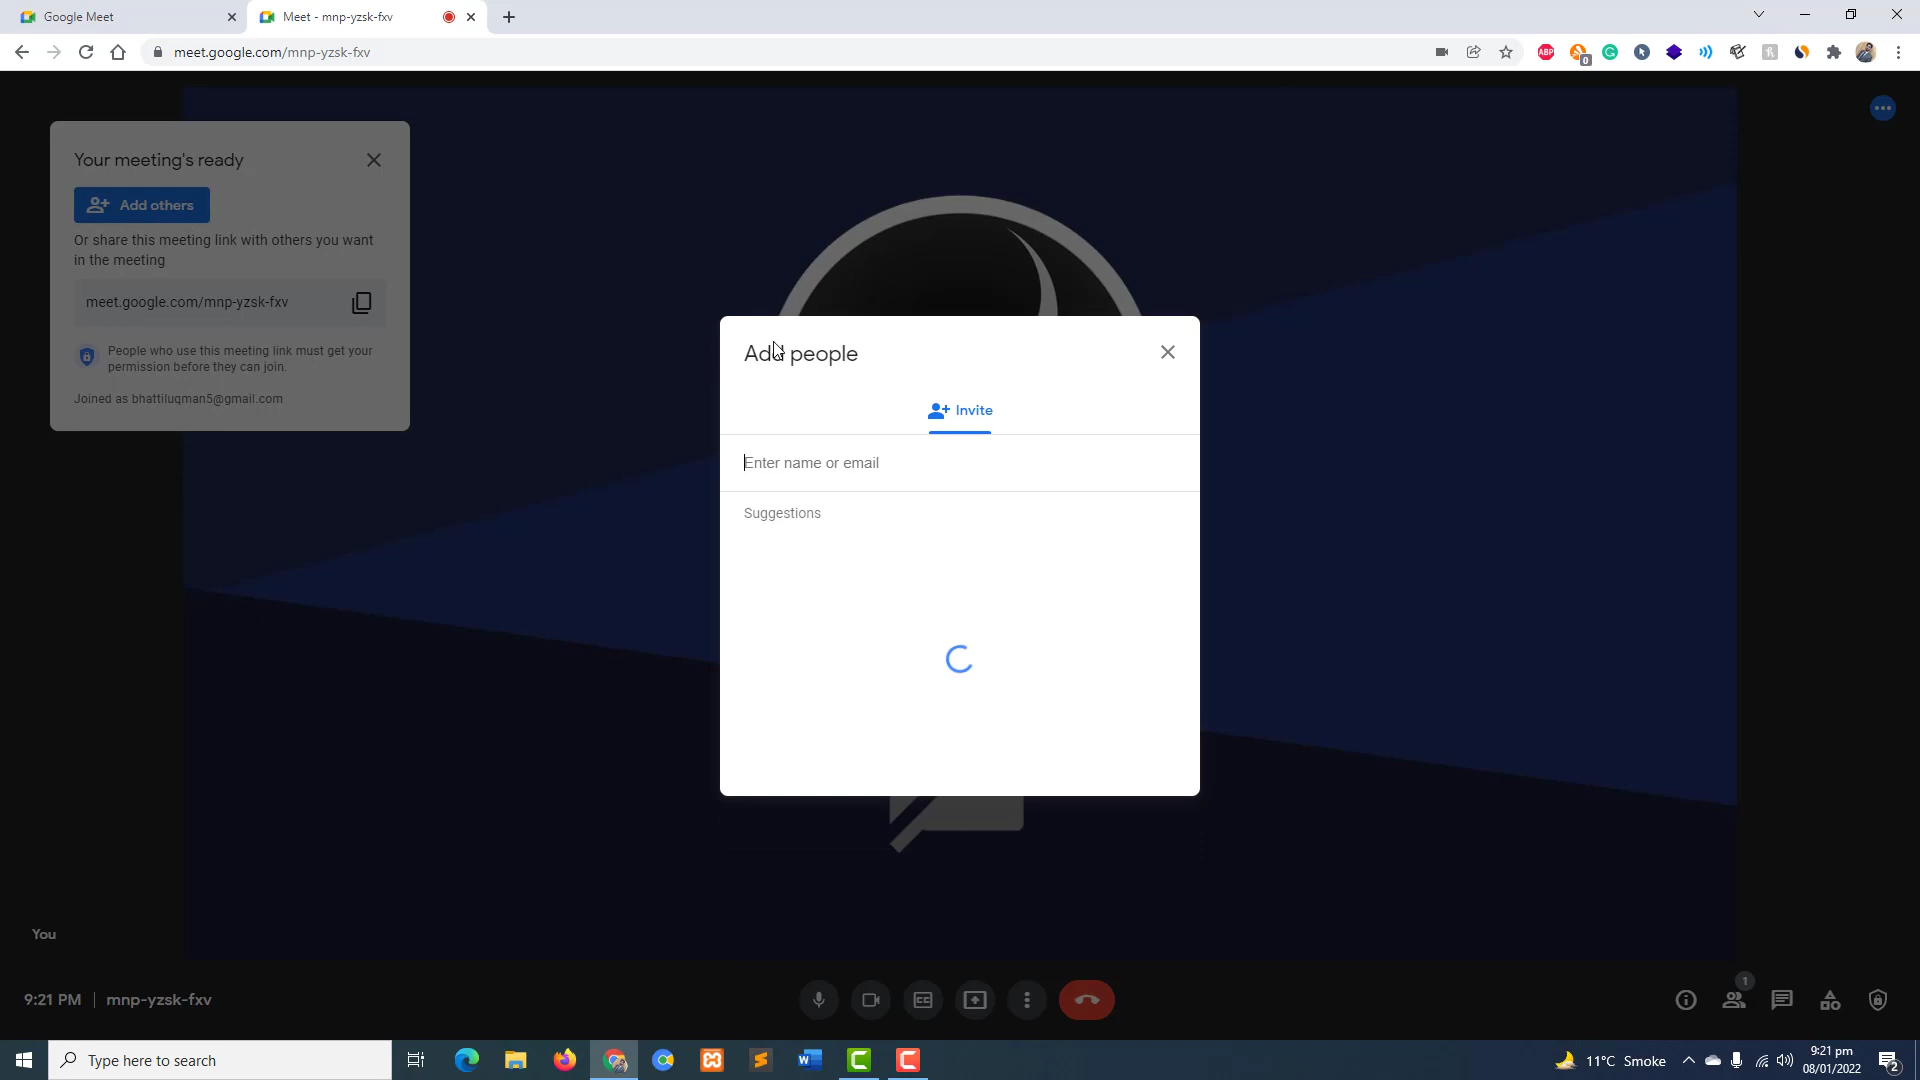 Google Meet
Meet - mnp-yzsk-fxv
meet.google.com/mnp-yzsk-fxv
ABP
0
Your meeting's ready
Add others
Or share this meeting link with others you want
in the meeting
meet.google.com/mnp-yzsk-fxv
People who use this meeting link must get your
permission before they can join.
Joined as bhattiluqman5@gmail.com
Add people
Invite
Enter name or email
Suggestions
You
9:21 PM | mnp-yzsk-fxv
1
Type here to search
11°C Smoke
9:21 pm
08/01/2022
2